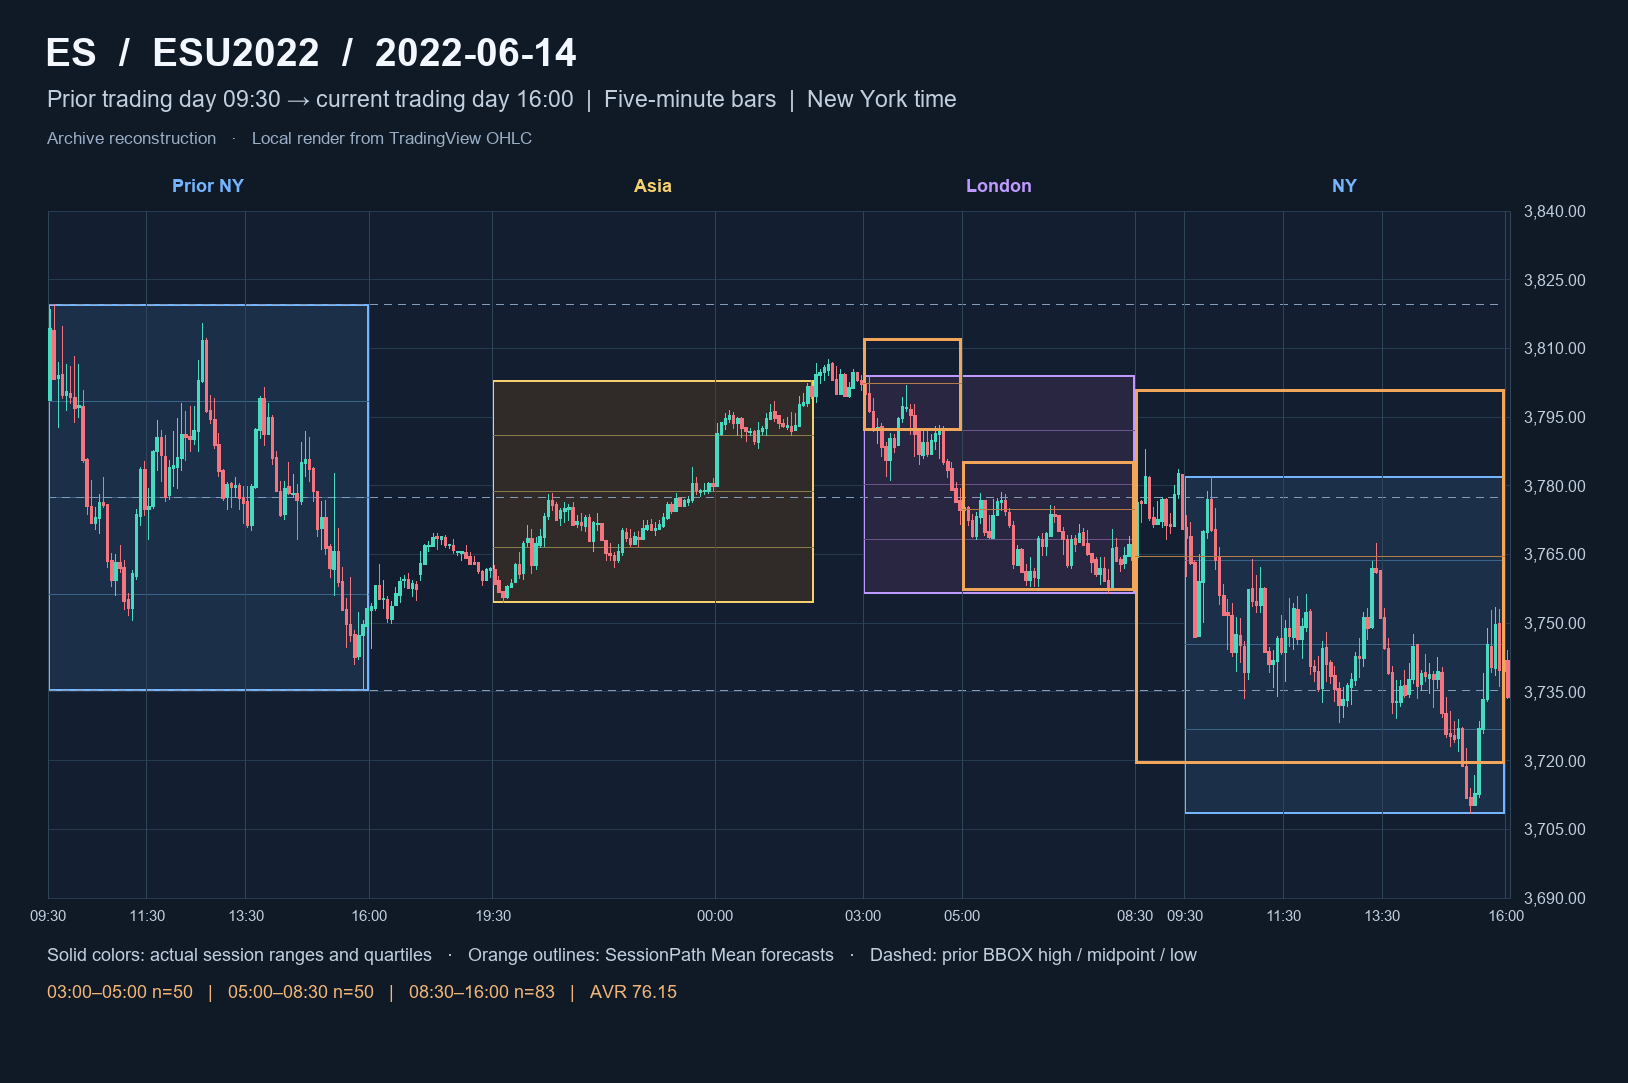 ES / ESU2022 / 2022-06-14
Prior trading day 09:30 → current trading day 16:00 | Five-minute bars | New York time
Archive reconstruction · Local render from TradingView OHLC
Prior NY Asia London NY
3,840.00
3,825.00
3,810.00
3,795.00
3,780.00
3,765.00
3,750.00
3,735.00
3,720.00
3,705.00
3,690.00
09:30 11:30 13:30 16:00 19:30 00:00 03:00 05:00 08:30 09:30 11:30 13:30 16:00
Solid colors: actual session ranges and quartiles · Orange outlines: SessionPath Mean forecasts · Dashed: prior BBOX high / midpoint / low
03:00–05:00 n=50 | 05:00–08:30 n=50 | 08:30–16:00 n=83 | AVR 76.15